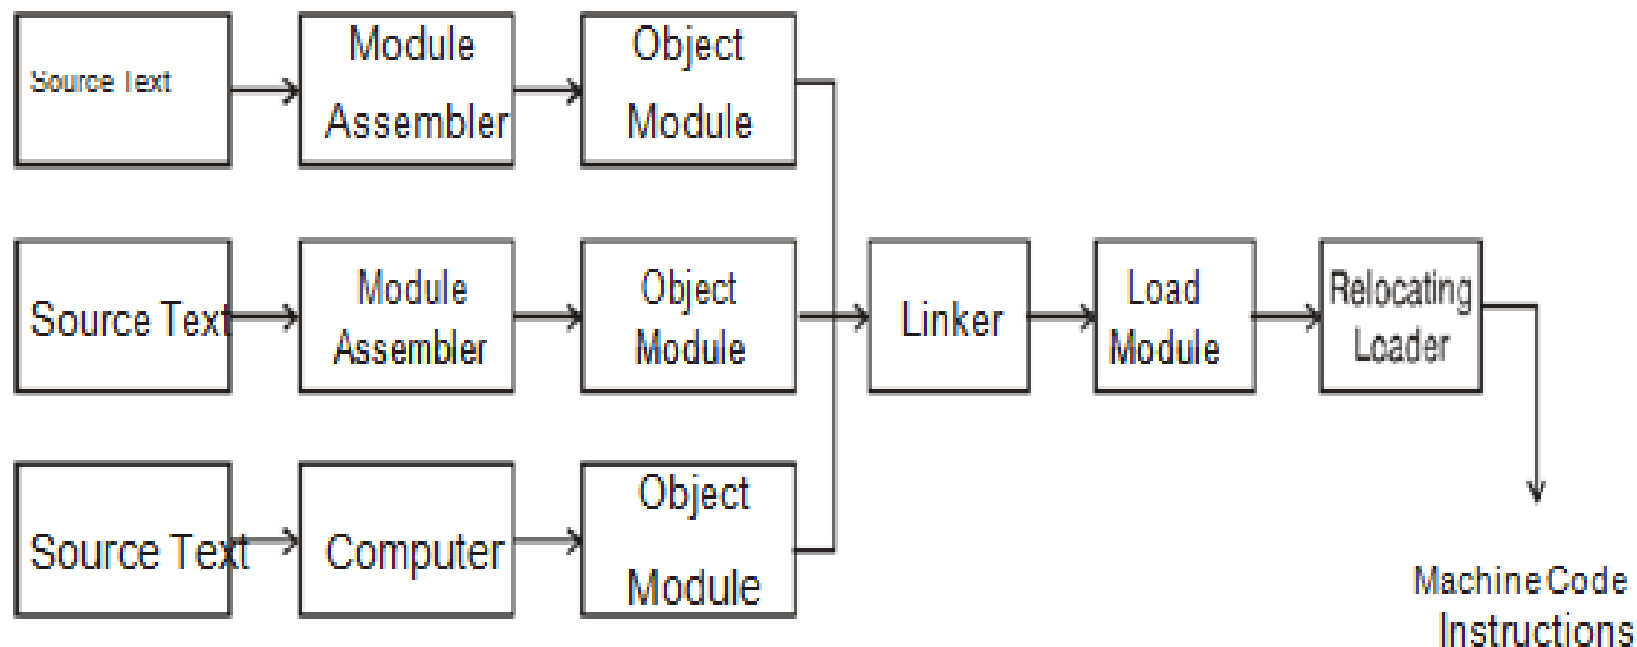 Source Text
Module
Assembler
Object
Module
Source Text
Module
Assembler
Object
Module
Linker
Load
Module
Relocating
Loader
Source Text
Computer
Object
Module
Machine Code
Instructions